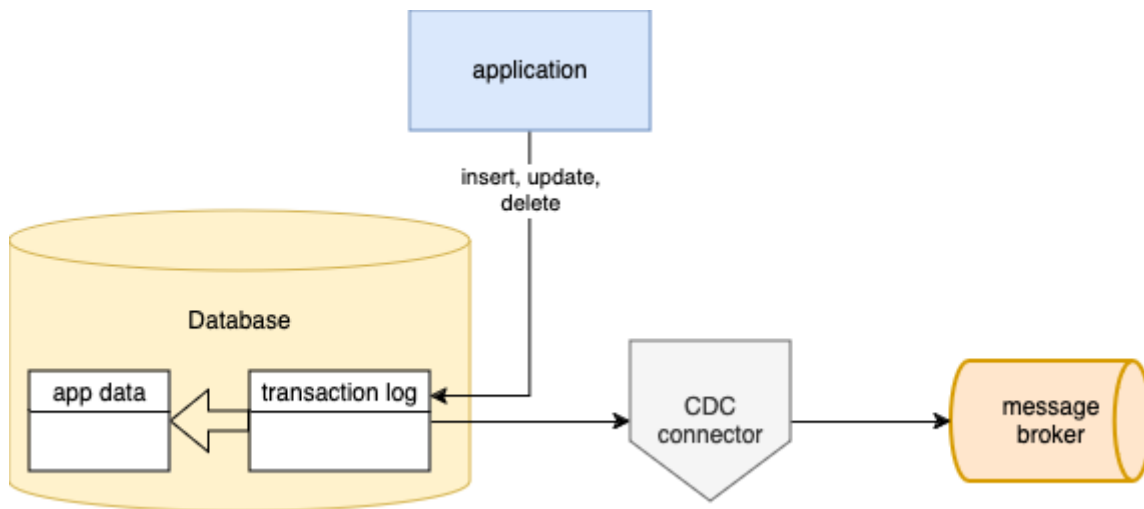 application
insert, update,
delete
Database
app data
transaction log
CDC
connector
message
broker